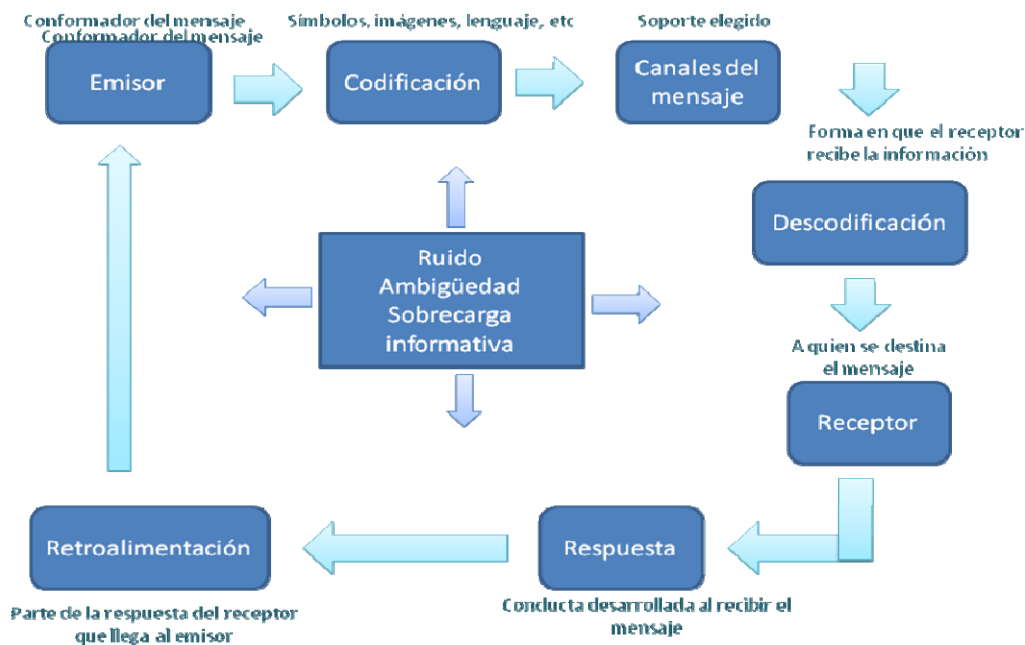 Conformador del mensaje
Conformador del mensaje
Emisor
Símbolos, imágenes, lenguaje, etc
Codificación
Soporte elegido
Canales del
mensaje
Forma en que el receptor
recibe la información
Descodificación
A quien se destina
el mensaje
Receptor
Ruido
Ambigüedad
Sobrecarga
informativa
Respuesta
Conducta desarrollada al recibir el
mensaje
Retroalimentación
Parte de la respuesta del receptor
que llega al emisor